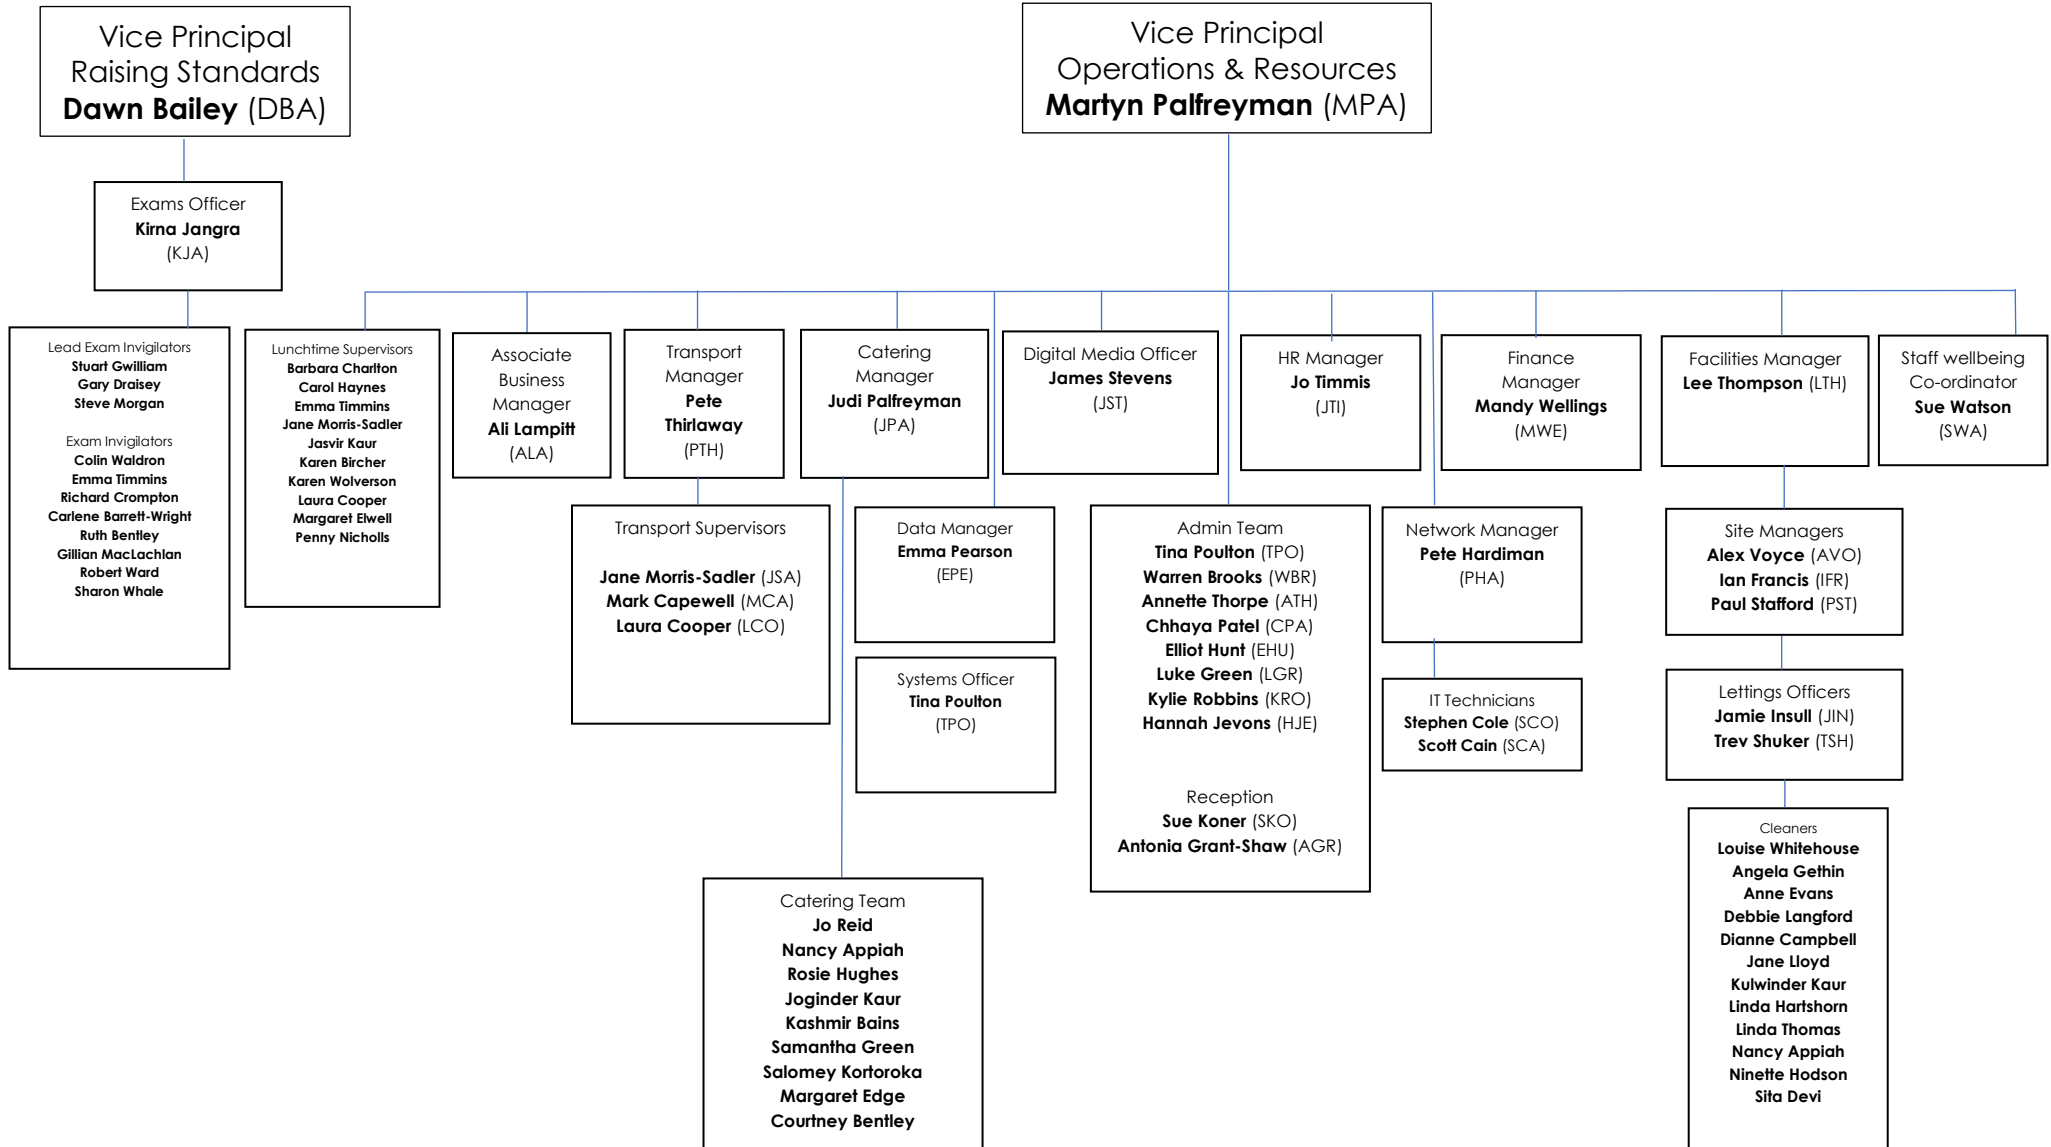 Vice Principal
Raising Standards
Dawn Bailey (DBA)
Vice Principal
Operations & Resources
Martyn Palfreyman (MPA)
Exams Officer
Kirna Jangra
(KJA)
Lead Exam Invigilators
Stuart Gwilliam
Gary Draisey
Steve Morgan
Exam Invigilators
Colin Waldron
Emma Timmins
Richard Crompton
Carlene Barrett-Wright
Ruth Bentley
Gillian MacLachlan
Robert Ward
Sharon Whale
Lunchtime Supervisors
Barbara Charlton
Carol Haynes
Emma Timmins
Jane Morris-Sadler
Jasvir Kaur
Karen Bircher
Karen Wolverson
Laura Cooper
Margaret Elwell
Penny Nicholls
Associate
Business
Manager
Ali Lampitt
(ALA)
Transport
Manager
Pete
Thirlaway
(PTH)
Catering
Manager
Judi Palfreyman
(JPA)
Digital Media Officer
James Stevens
(JST)
HR Manager
Jo Timmis
(JTI)
Finance
Manager
Mandy Wellings
(MWE)
Facilities Manager
Lee Thompson (LTH)
Staff wellbeing
Co-ordinator
Sue Watson
(SWA)
Transport Supervisors
Jane Morris-Sadler (JSA)
Mark Capewell (MCA)
Laura Cooper (LCO)
Data Manager
Emma Pearson
(EPE)
Systems Officer
Tina Poulton
(TPO)
Admin Team
Tina Poulton (TPO)
Warren Brooks (WBR)
Annette Thorpe (ATH)
Chhaya Patel (CPA)
Elliot Hunt (EHU)
Luke Green (LGR)
Kylie Robbins (KRO)
Hannah Jevons (HJE)
Reception
Sue Koner (SKO)
Antonia Grant-Shaw (AGR)
Network Manager
Pete Hardiman
(PHA)
IT Technicians
Stephen Cole (SCO)
Scott Cain (SCA)
Site Managers
Alex Voyce (AVO)
Ian Francis (IFR)
Paul Stafford (PST)
Lettings Officers
Jamie Insull (JIN)
Trev Shuker (TSH)
Catering Team
Jo Reid
Nancy Appiah
Rosie Hughes
Joginder Kaur
Kashmir Bains
Samantha Green
Salomey Kortoroka
Margaret Edge
Courtney Bentley
Cleaners
Louise Whitehouse
Angela Gethin
Anne Evans
Debbie Langford
Dianne Campbell
Jane Lloyd
Kulwinder Kaur
Linda Hartshorn
Linda Thomas
Nancy Appiah
Ninette Hodson
Sita Devi